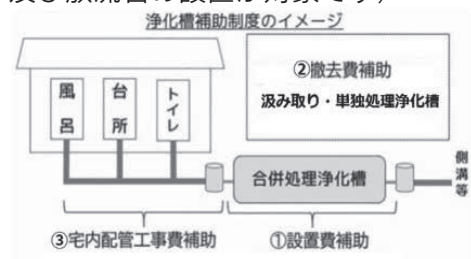 浄化槽補助制度のイメージ
②撤去費補助
汲み取り・単独処理浄化槽
風呂
台所
トイレ
合併処理浄化槽
側溝等
③宅内配管工事費補助
①設置費補助